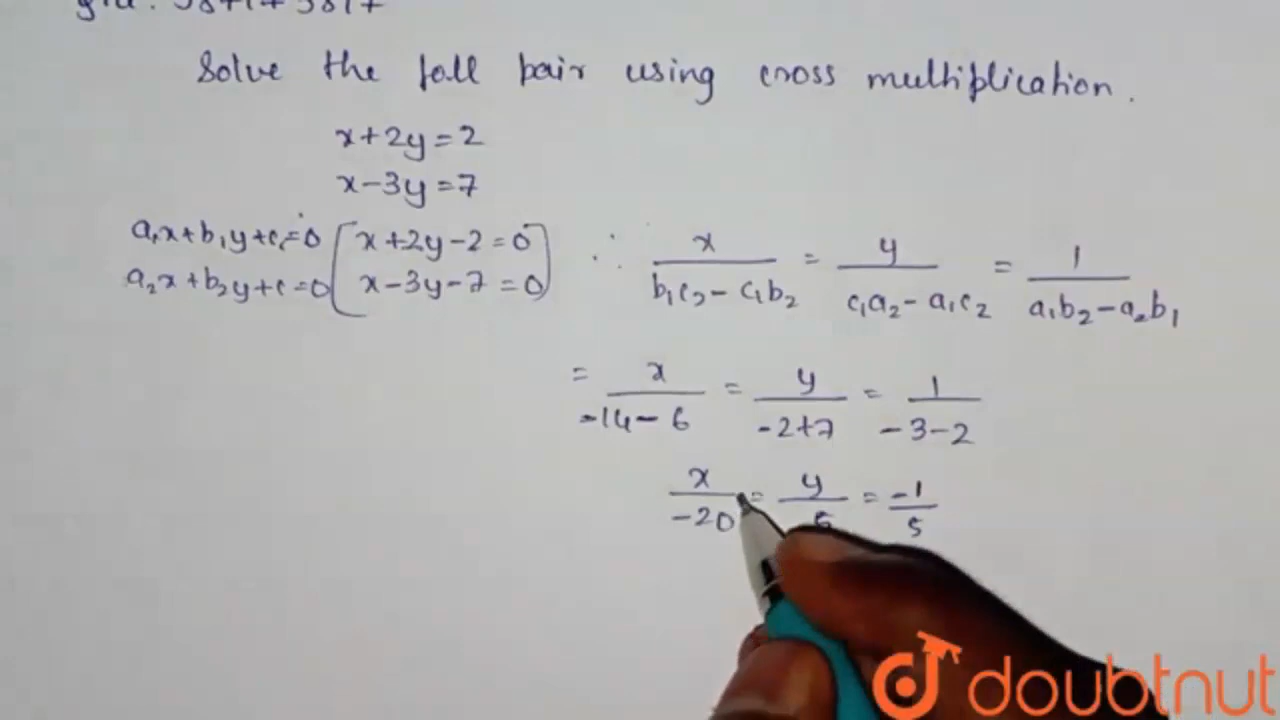 Solve the foll pair using cross multiplication.
x+2y=2
x-3y=7
a₁x+b₁y+c₁=0 x+2y-2=0
a₂x+b₂y+c=0 x-3y-7=0
∴ x/(b₁c₂-c₁b₂) = y/(c₁a₂-a₁c₂) = 1/(a₁b₂-a₂b₁)
= x/(-14-6) = y/(-2+7) = 1/(-3-2)
x/-20 = y/5 = -1/5
doubtnut